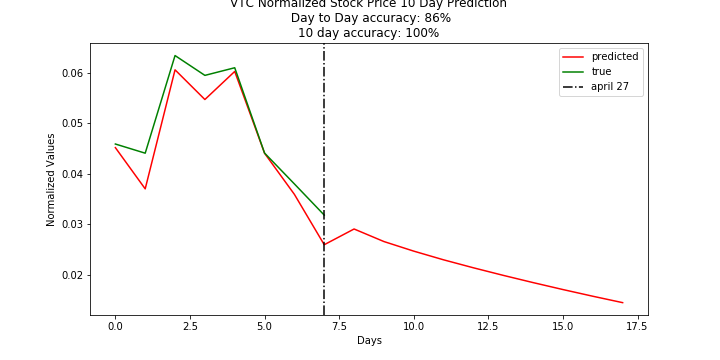 VTC Normalized Stock Price 10 Day Prediction
Day to Day accuracy: 86%
10 day accuracy: 100%
predicted
true
april 27
Normalized Values
0.06
0.05
0.04
0.03
0.02
0.0 2.5 5.0 7.5 10.0 12.5 15.0 17.5
Days